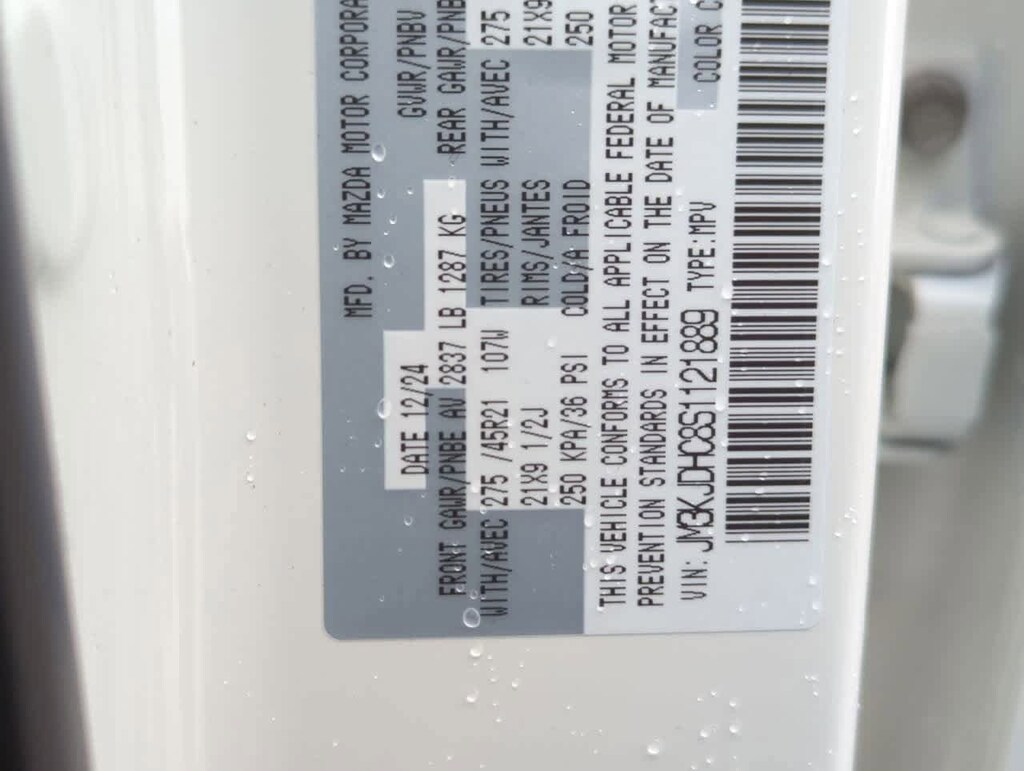 MFD. BY MAZDA MOTOR CORPORA
DATE 12/24
GVWR/PNBV
FRONT GAWR/PNBE AV 2837 LB 1287 KG
REAR GAWR/PNB
WITH/AVEC 275 /45R21 107W
TIRES/PNEUS WITH/AVEC 275
21X9 1/2J
RIMS/JANTES
21X9
250 KPA/36 PSI
COLD/A FROID
250
THIS VEHICLE CONFORMS TO ALL APPLICABLE FEDERAL MOTOR
PREVENTION STANDARDS IN EFFECT ON THE DATE OF MANUFACT
VIN: JM3KJDHC8S1121889 TYPE:MPV
COLOR C